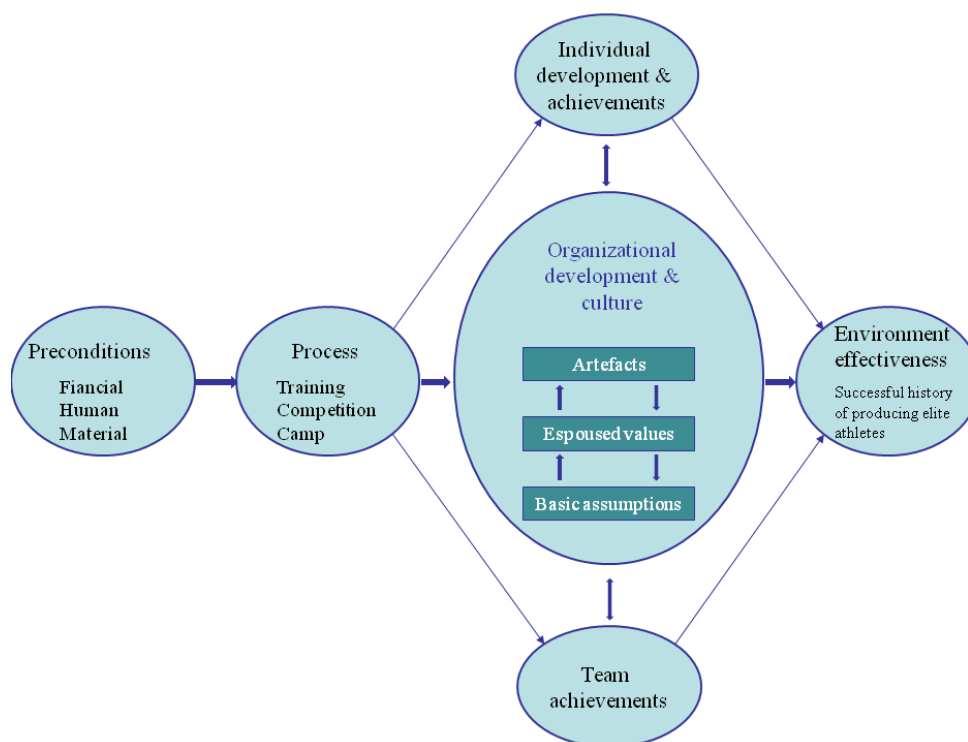 Individual
development &
achievements
Organizational
development &
culture
Preconditions
Fiancial
Human
Material
Process
Training
Competition
Camp
Artefacts
Espoused values
Basic assumptions
Environment
effectiveness
Successful history
of producing elite
athletes
Team
achievements